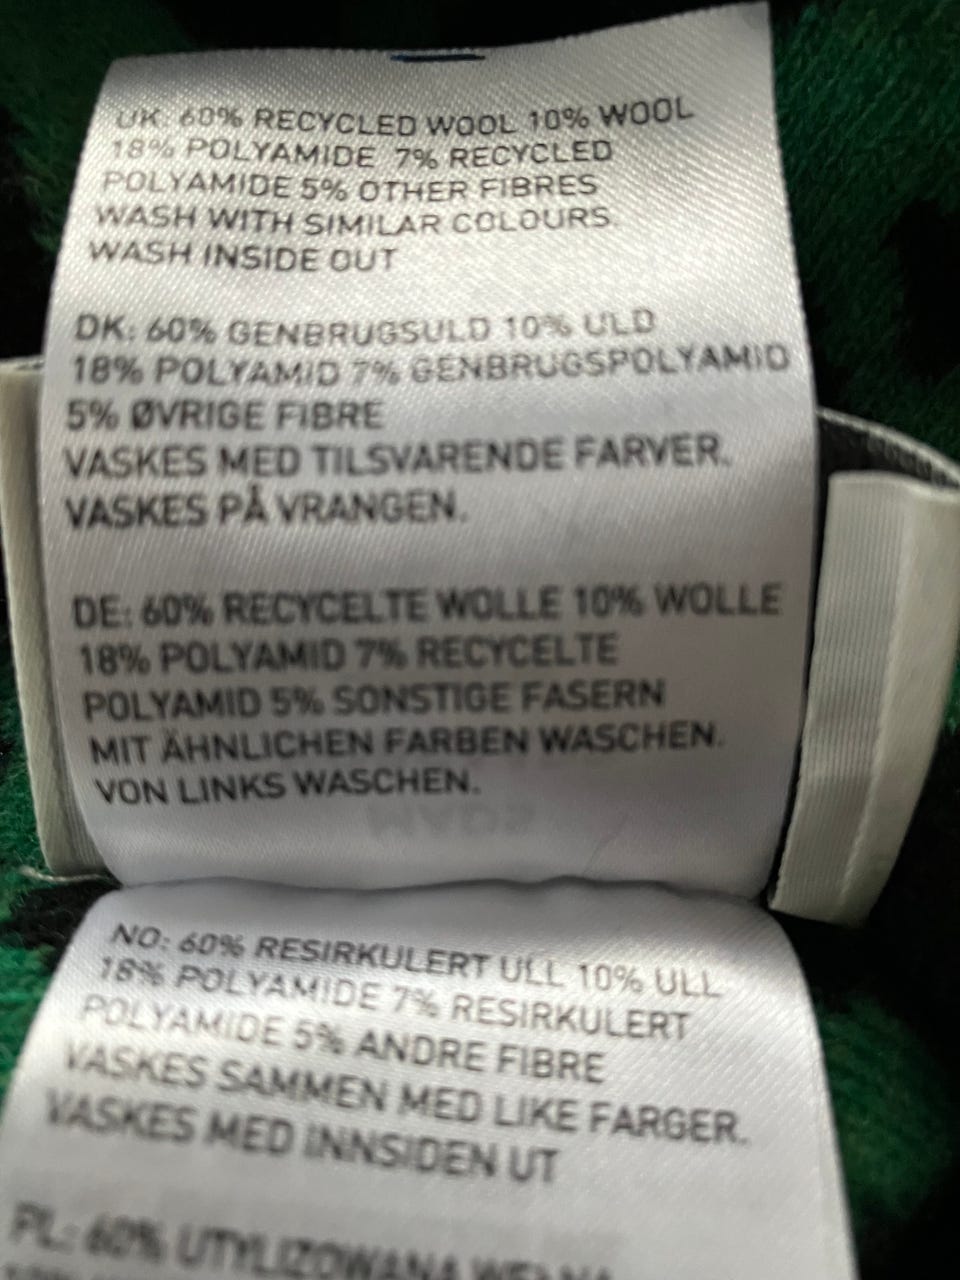 UK: 60% RECYCLED WOOL 10% WOOL
18% POLYAMIDE 7% RECYCLED
POLYAMIDE 5% OTHER FIBRES
WASH WITH SIMILAR COLOURS.
WASH INSIDE OUT
DK: 60% GENBRUGSULD 10% ULD
18% POLYAMID 7% GENBRUGSPOLYAMID
5% ØVRIGE FIBRE
VASKES MED TILSVARENDE FARVER.
VASKES PÅ VRANGEN.
DE: 60% RECYCELTE WOLLE 10% WOLLE
18% POLYAMID 7% RECYCELTE
POLYAMID 5% SONSTIGE FASERN
MIT ÄHNLICHEN FARBEN WASCHEN.
VON LINKS WASCHEN.
NO: 60% RESIRKULERT ULL 10% ULL
18% POLYAMIDE 7% RESIRKULERT
POLYAMIDE 5% ANDRE FIBRE
VASKES SAMMEN MED LIKE FARGER.
VASKES MED INNSIDEN UT
PL: 60% UTYLIZOWANA WEŁNA